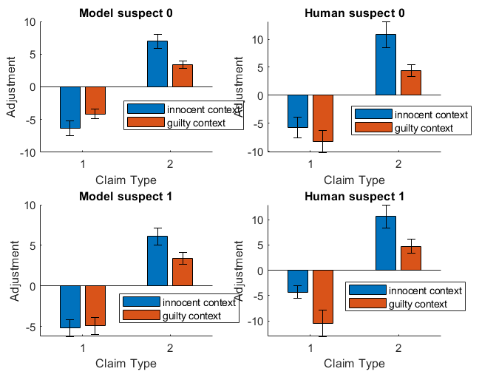 Model suspect 0
10
5
0
-5
-10
Adjustment
1
2
Claim Type
innocent context
guilty context
Human suspect 0
10
5
0
-5
-10
Adjustment
1
2
Claim Type
innocent context
guilty context
Model suspect 1
10
5
0
-5
Adjustment
1
2
Claim Type
innocent context
guilty context
Human suspect 1
10
5
0
-5
-10
Adjustment
1
2
Claim Type
innocent context
guilty context